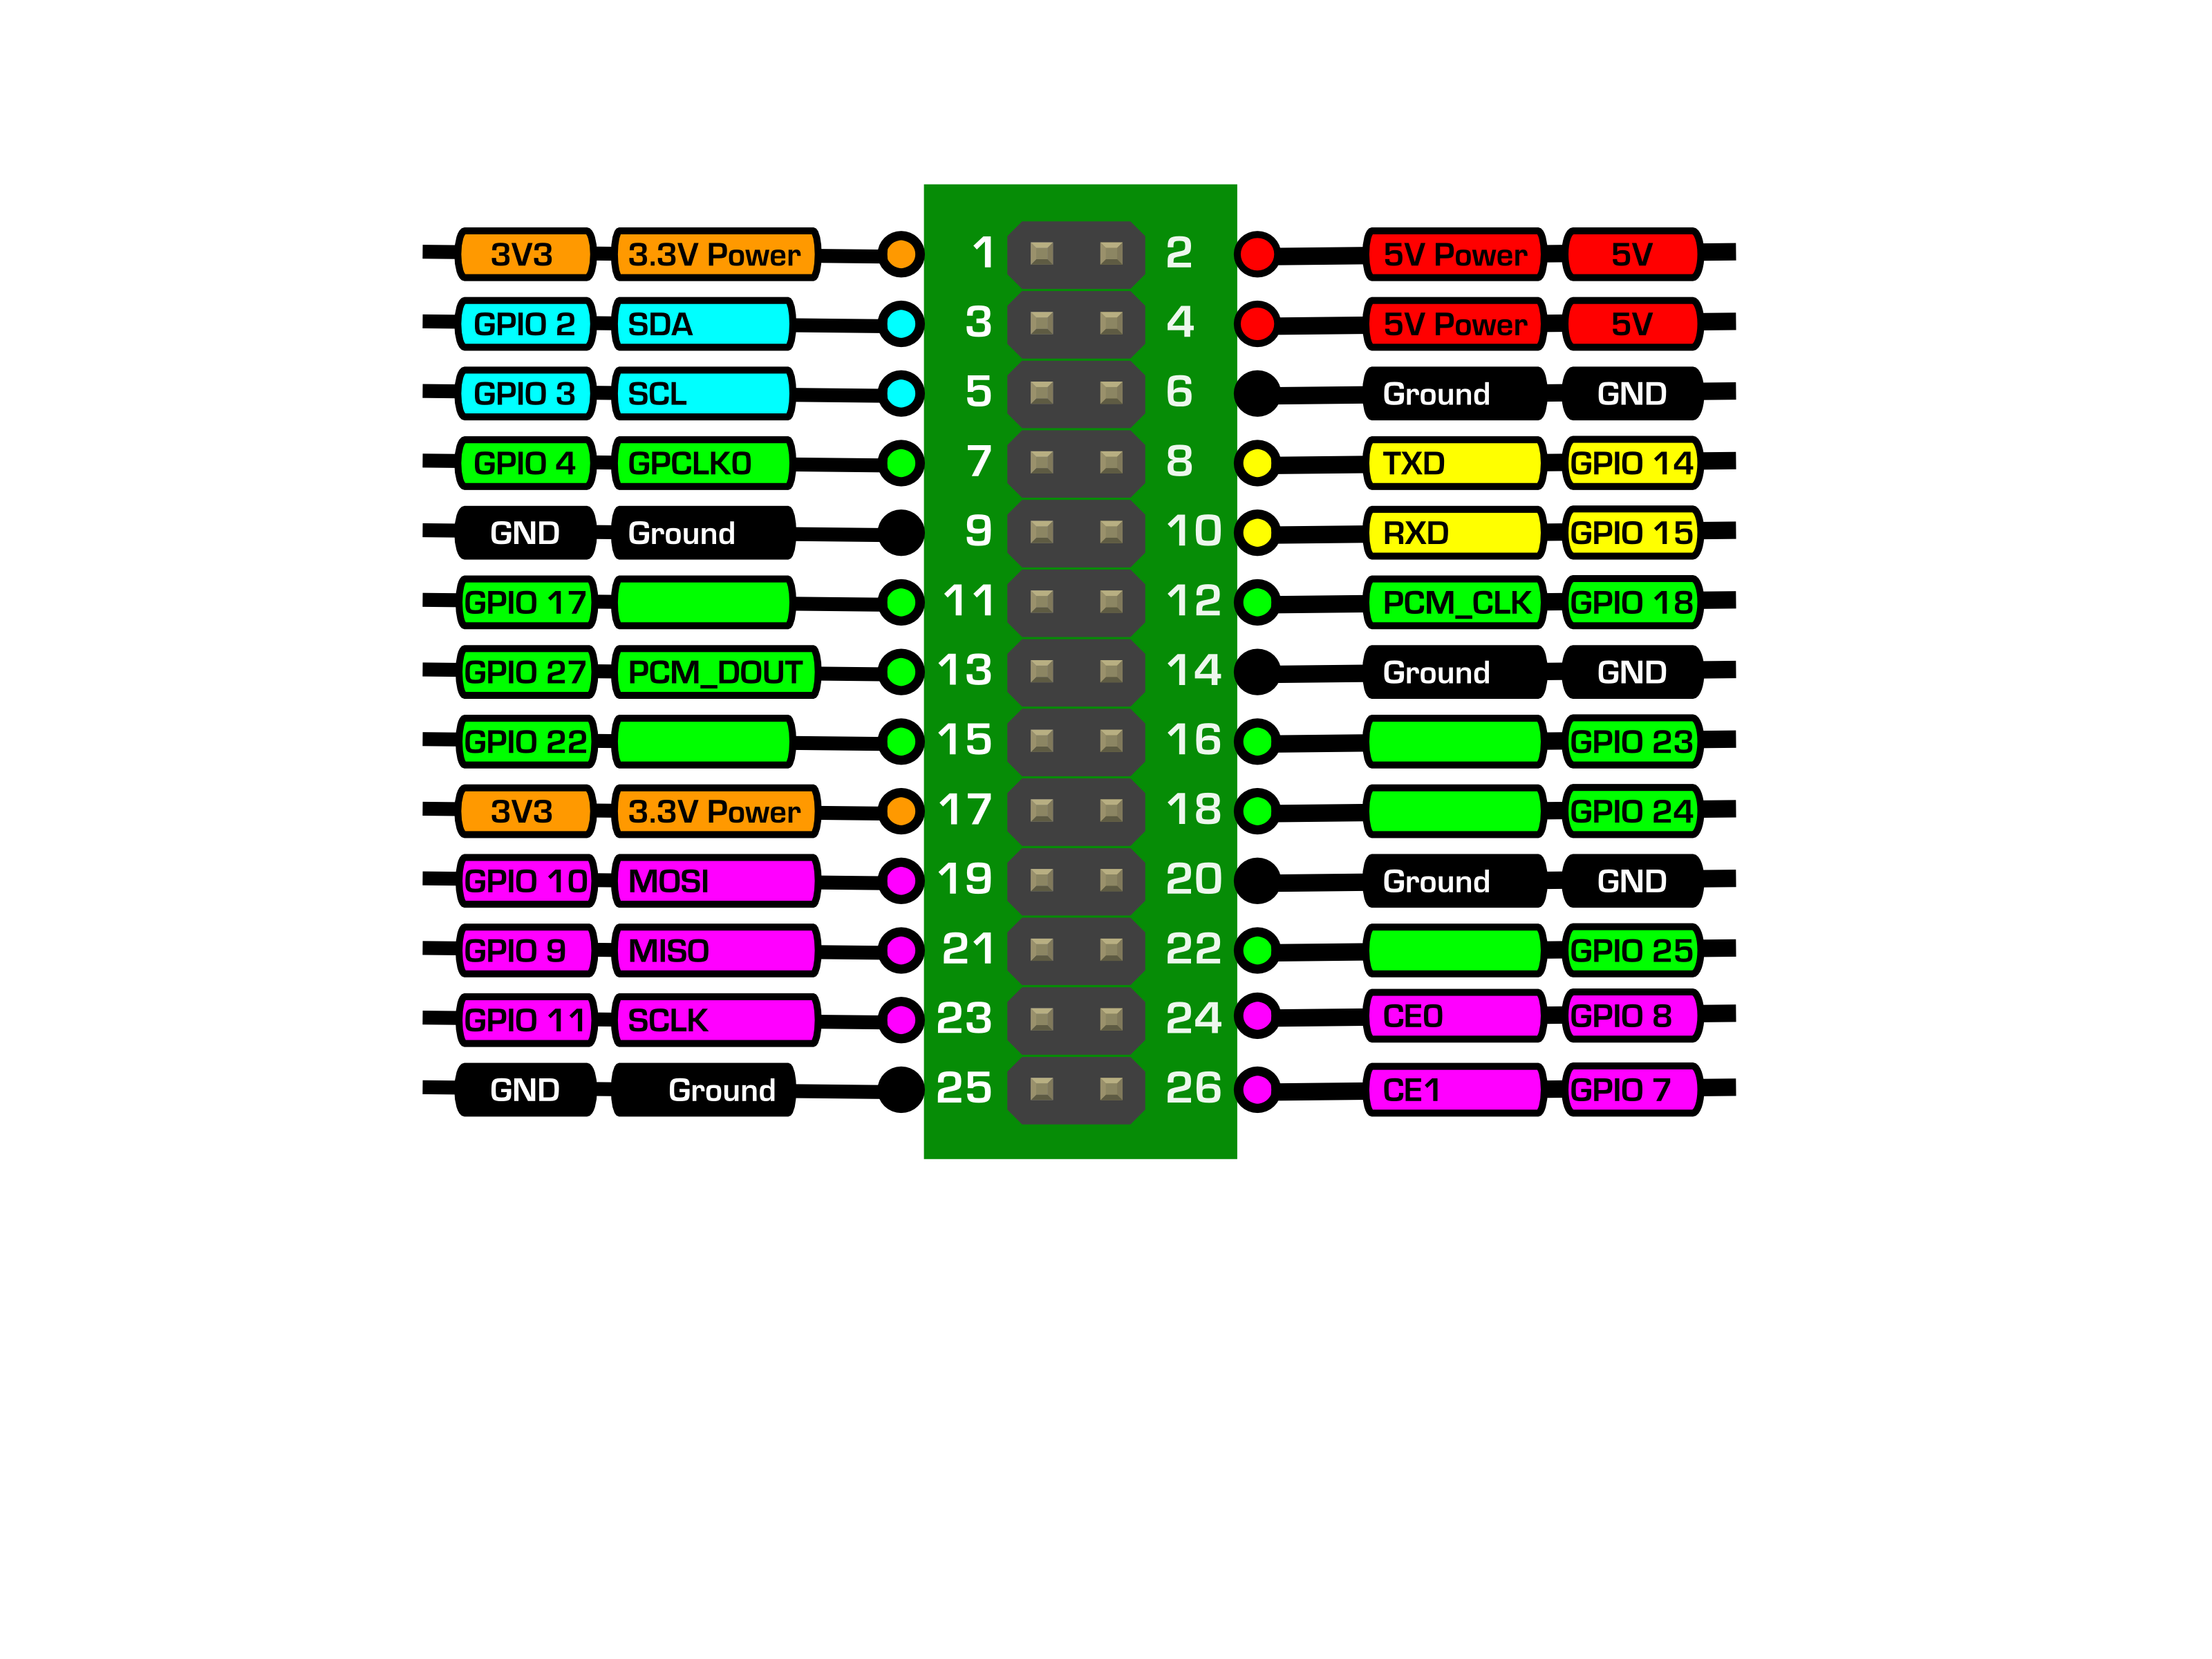 3V3 3.3V Power 1 2 5V Power 5V
GPIO 2 SDA 3 4 5V Power 5V
GPIO 3 SCL 5 6 Ground GND
GPIO 4 GPCLK0 7 8 TXD GPIO 14
GND Ground 9 10 RXD GPIO 15
GPIO 17 11 12 PCM_CLK GPIO 18
GPIO 27 PCM_DOUT 13 14 Ground GND
GPIO 22 15 16 GPIO 23
3V3 3.3V Power 17 18 GPIO 24
GPIO 10 MOSI 19 20 Ground GND
GPIO 9 MISO 21 22 GPIO 25
GPIO 11 SCLK 23 24 CE0 GPIO 8
GND Ground 25 26 CE1 GPIO 7